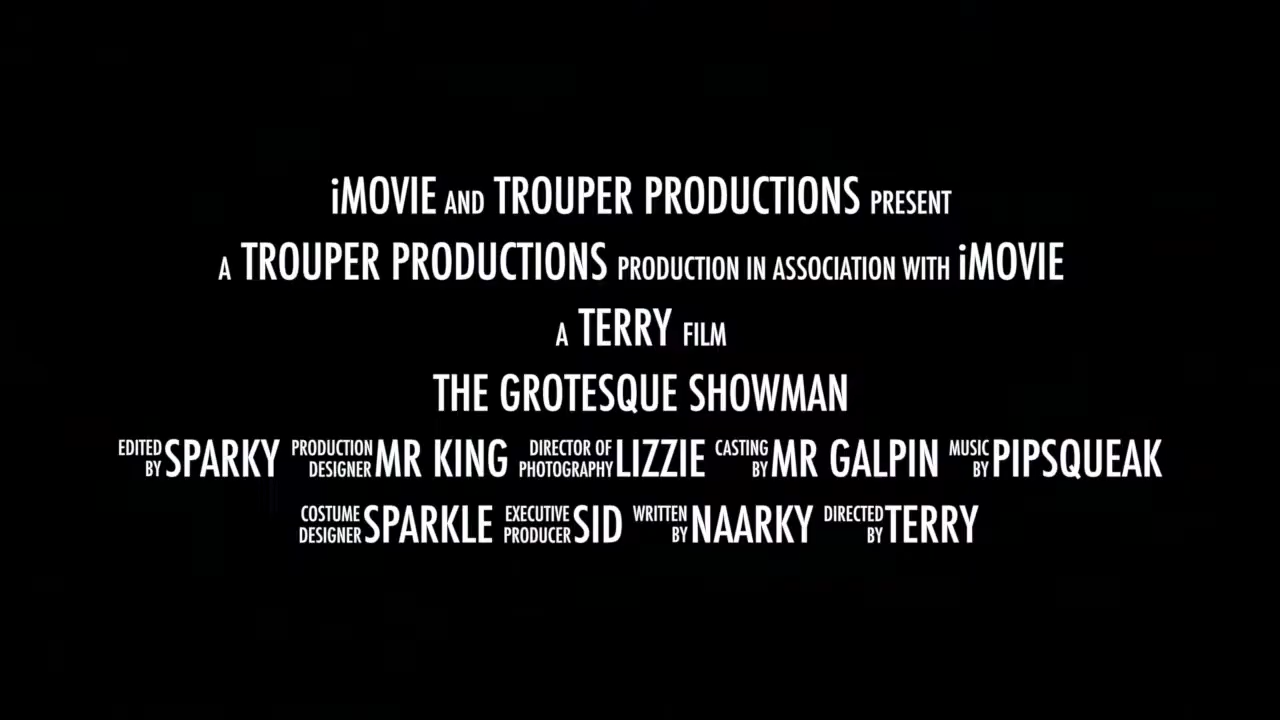 iMOVIE AND TROUPER PRODUCTIONS PRESENT
A TROUPER PRODUCTIONS PRODUCTION IN ASSOCIATION WITH iMOVIE
A TERRY FILM
THE GROTESQUE SHOWMAN
EDITED BY SPARKY PRODUCTION DESIGNER MR KING DIRECTOR OF PHOTOGRAPHY LIZZIE CASTING BY MR GALPIN MUSIC BY PIPSQUEAK
COSTUME DESIGNER SPARKLE EXECUTIVE PRODUCER SID WRITTEN BY NAARKY DIRECTED BY TERRY